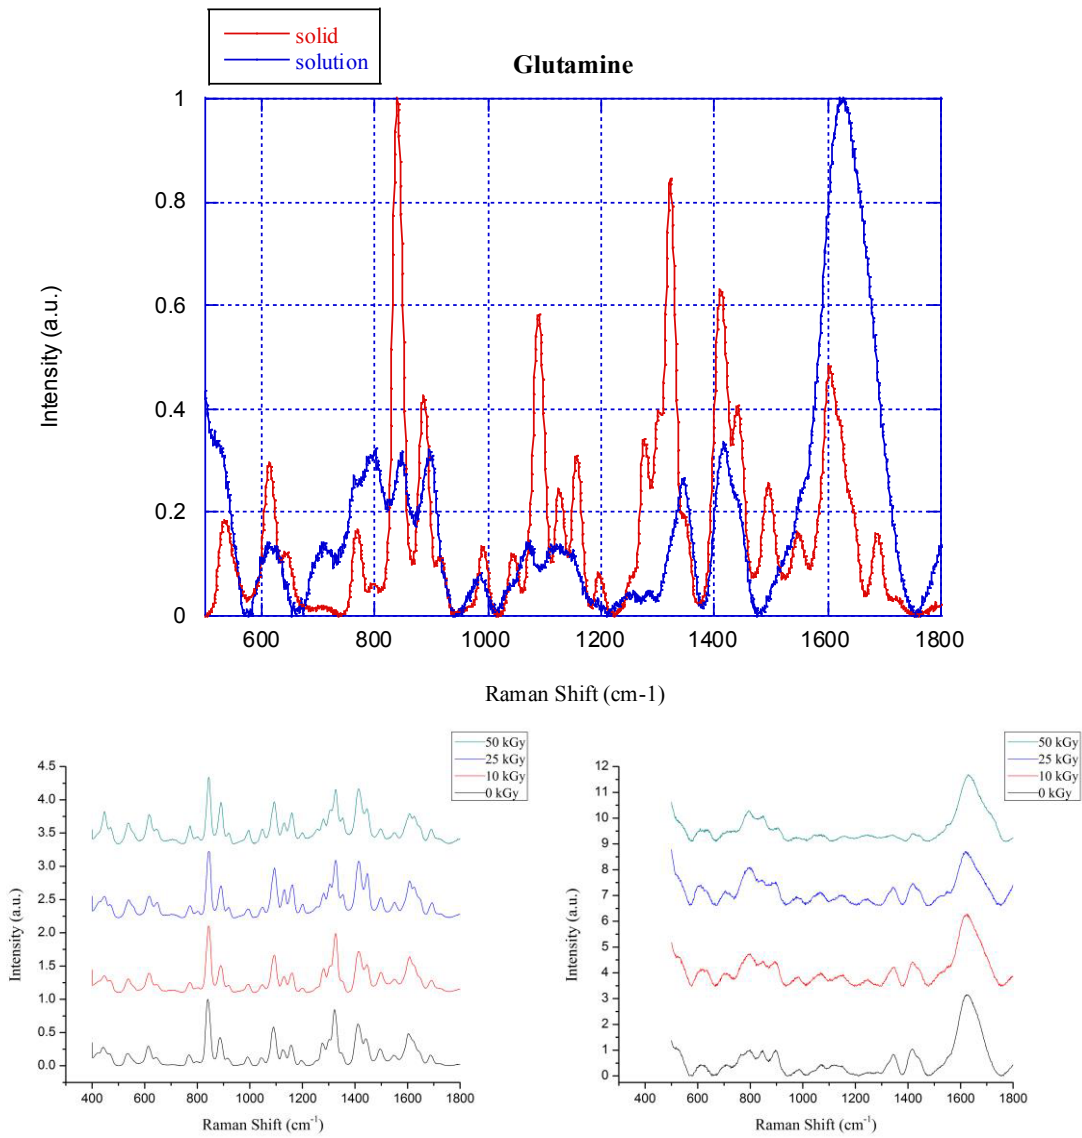 solid
solution
Glutamine
1
0.8
0.6
0.4
0.2
0
Intensity (a.u.)
600 800 1000 1200 1400 1600 1800
Raman Shift (cm-1)
50 kGy
25 kGy
10 kGy
0 kGy
4.5
4.0
3.5
3.0
2.5
2.0
1.5
1.0
0.5
0.0
Intensity (a.u.)
400 600 800 1000 1200 1400 1600 1800
Raman Shift (cm-1)
50 kGy
25 kGy
10 kGy
0 kGy
12
11
10
9
8
7
6
5
4
3
2
1
0
Intensity (a.u.)
400 600 800 1000 1200 1400 1600 1800
Raman Shift (cm-1)